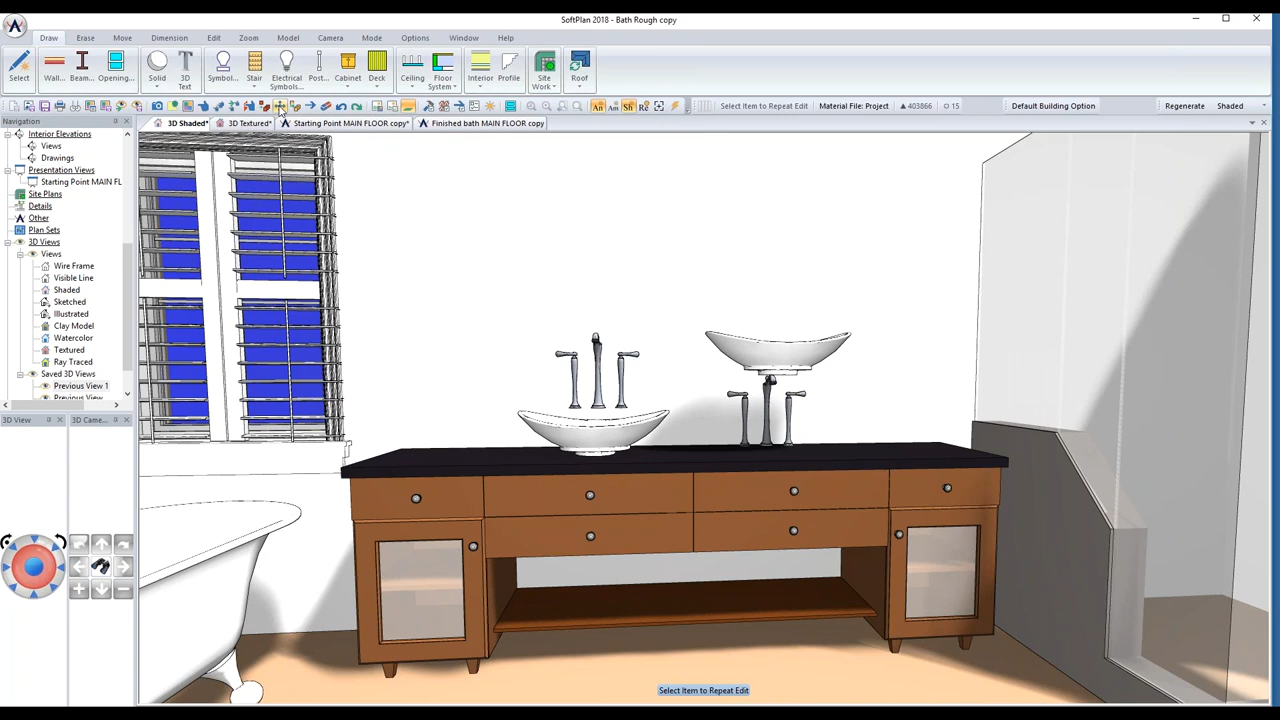 SoftPlan 2018 - Bath Rough copy
Draw Erase Move Dimension Edit Zoom Model Camera Mode Options Window Help
Select Wall... Beam... Opening... Solid 3D Text Symbol... Stair Electrical Symbols... Post... Cabinet Deck Ceiling Floor System Interior Profile Site Work Roof
Select Item to Repeat Edit Material File: Project 403866 15 Default Building Option Regenerate Shaded
Navigation
3D Shaded* 3D Textured* Starting Point MAIN FLOOR copy* Finished bath MAIN FLOOR copy
Interior Elevations
Views
Drawings
Presentation Views
Starting Point MAIN FL
Site Plans
Details
Other
Plan Sets
3D Views
Views
Wire Frame
Visible Line
Shaded
Sketched
Illustrated
Clay Model
Watercolor
Textured
Ray Traced
Saved 3D Views
Previous View 1
3D View
3D Came...
Select Item to Repeat Edit